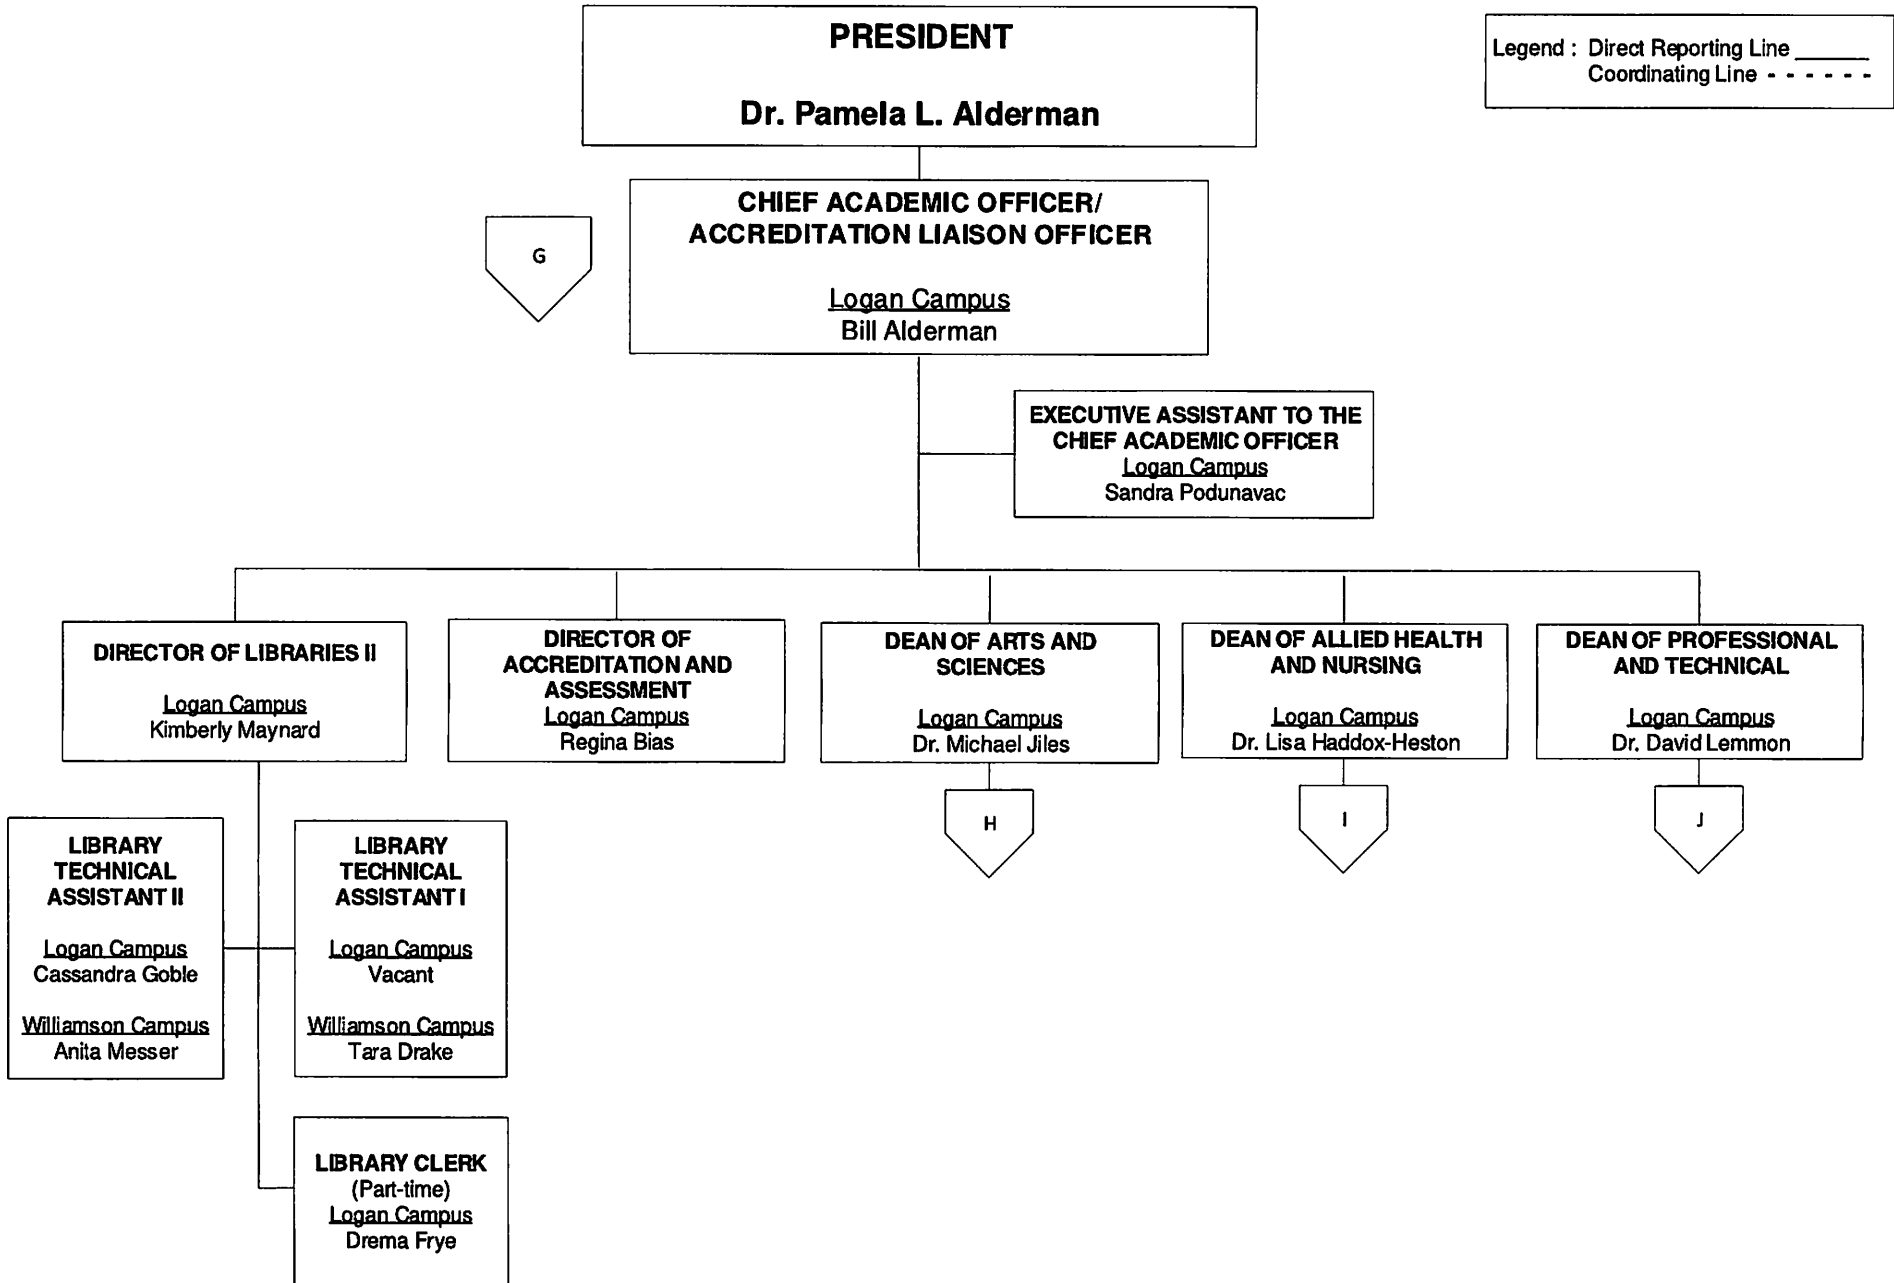 PRESIDENT
Dr. Pamela L. Alderman
Legend : Direct Reporting Line ______
Coordinating Line - - - - - -
CHIEF ACADEMIC OFFICER/
ACCREDITATION LIAISON OFFICER
Logan Campus
Bill Alderman
G
EXECUTIVE ASSISTANT TO THE
CHIEF ACADEMIC OFFICER
Logan Campus
Sandra Podunavac
DIRECTOR OF LIBRARIES II
Logan Campus
Kimberly Maynard
DIRECTOR OF
ACCREDITATION AND
ASSESSMENT
Logan Campus
Regina Bias
DEAN OF ARTS AND
SCIENCES
Logan Campus
Dr. Michael Jiles
DEAN OF ALLIED HEALTH
AND NURSING
Logan Campus
Dr. Lisa Haddox-Heston
DEAN OF PROFESSIONAL
AND TECHNICAL
Logan Campus
Dr. David Lemmon
H
I
J
LIBRARY
TECHNICAL
ASSISTANT II
Logan Campus
Cassandra Goble
Williamson Campus
Anita Messer
LIBRARY
TECHNICAL
ASSISTANT I
Logan Campus
Vacant
Williamson Campus
Tara Drake
LIBRARY CLERK
(Part-time)
Logan Campus
Drema Frye